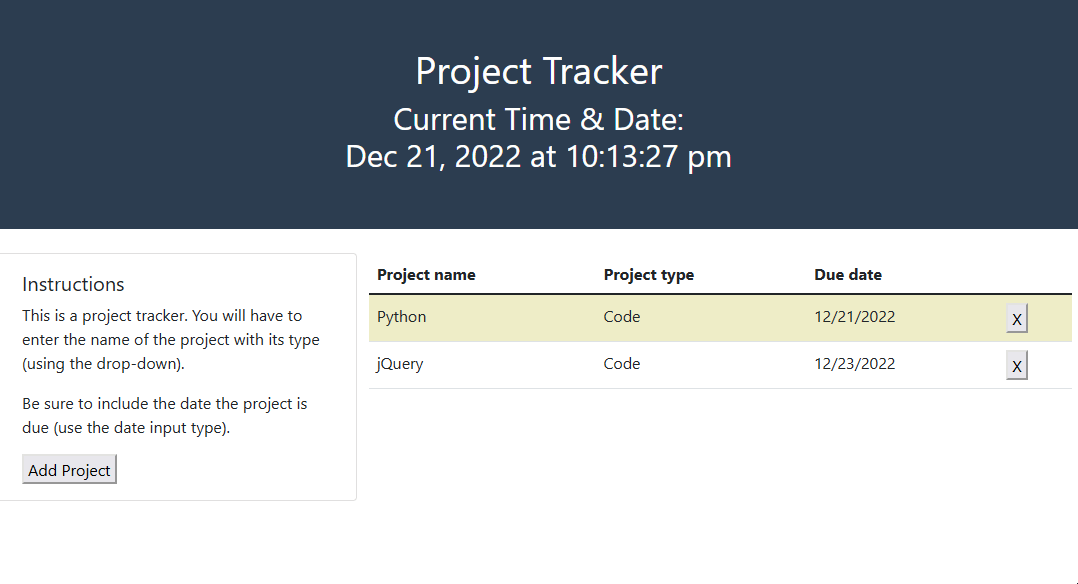 Project Tracker
Current Time & Date:
Dec 21, 2022 at 10:13:27 pm
Instructions
This is a project tracker. You will have to
enter the name of the project with its type
(using the drop-down).
Be sure to include the date the project is
due (use the date input type).
Add Project
Project name Project type Due date
Python Code 12/21/2022 X
jQuery Code 12/23/2022 X